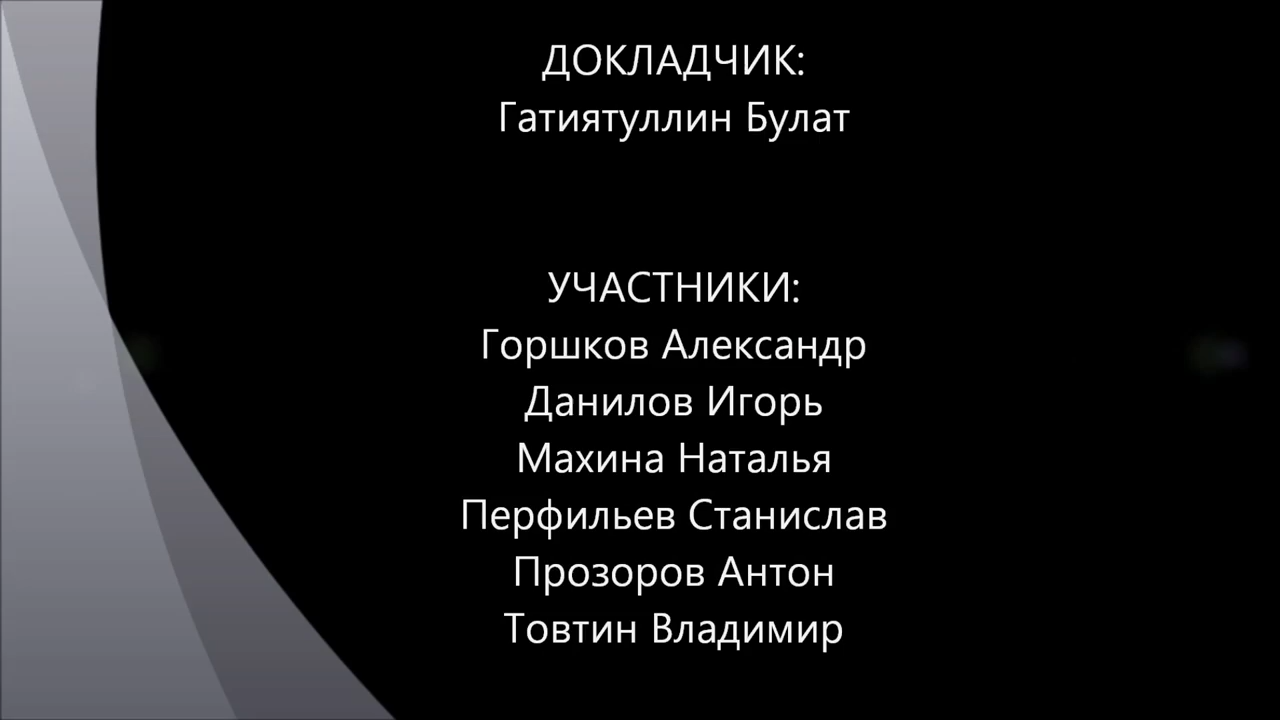 ДОКЛАДЧИК:
Гатиятуллин Булат
УЧАСТНИКИ:
Горшков Александр
Данилов Игорь
Махина Наталья
Перфильев Станислав
Прозоров Антон
Товтин Владимир